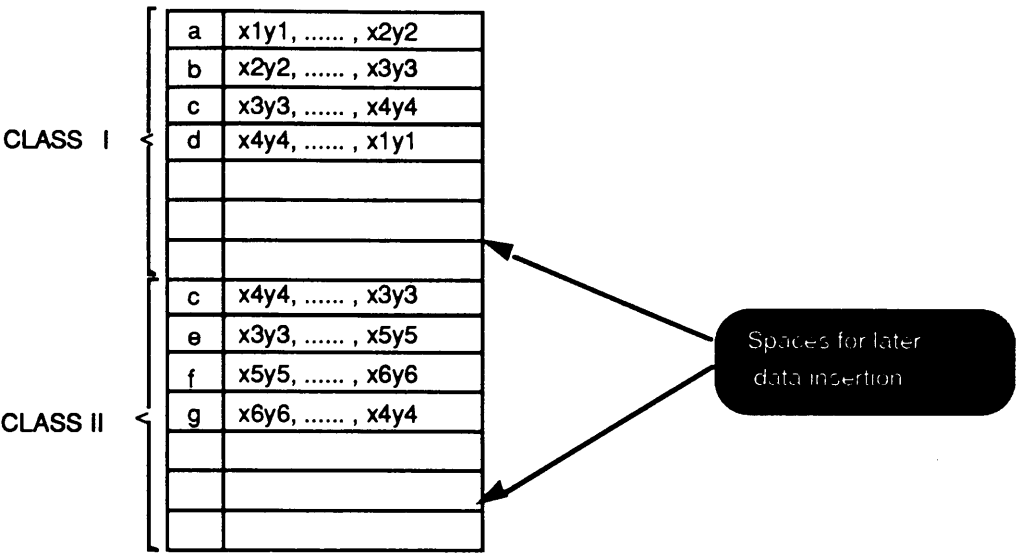 a x1y1, ...... , x2y2
b x2y2, ...... , x3y3
c x3y3, ...... , x4y4
CLASS I d x4y4, ...... , x1y1
c x4y4, ...... , x3y3
e x3y3, ...... , x5y5
f x5y5, ...... , x6y6
CLASS II g x6y6, ...... , x4y4
Spaces for later
data insertion